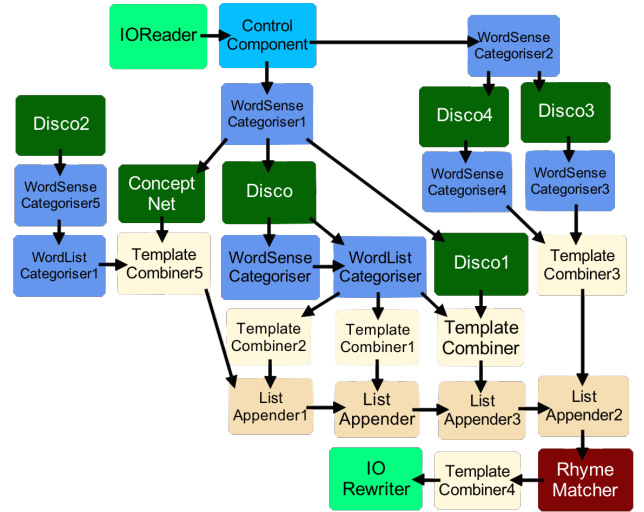 IOReader
Control
Component
WordSense
Categoriser2
WordSense
Categoriser1
Disco2
Disco4
Disco3
WordSense
Categoriser5
Concept
Net
Disco
WordSense
Categoriser4
WordSense
Categoriser3
WordList
Categoriser1
Template
Combiner5
WordSense
Categoriser
WordList
Categoriser
Disco1
Template
Combiner3
Template
Combiner2
Template
Combiner1
Template
Combiner
List
Appender1
List
Appender
List
Appender3
List
Appender2
IO
Rewriter
Template
Combiner4
Rhyme
Matcher